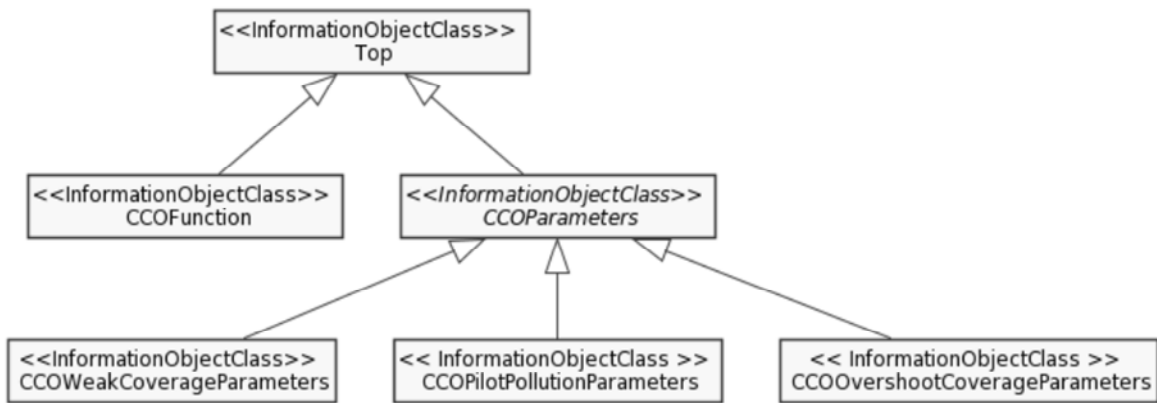 <<InformationObjectClass>>
Top
<<InformationObjectClass>>
CCOFunction
<<InformationObjectClass>>
CCOParameters
<<InformationObjectClass>>
CCOWeakCoverageParameters
<< InformationObjectClass >>
CCOPilotPollutionParameters
<< InformationObjectClass >>
CCOOvershootCoverageParameters